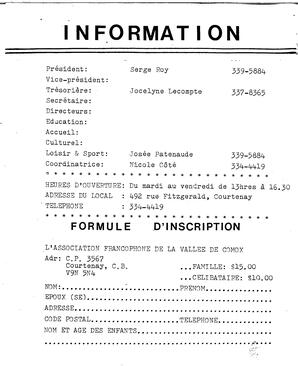 INFORMATION
Président: Serge Roy 339-5884
Vice-président:
Trésorière: Jocelyne Lecompte 337-8365
Secrétaire:
Directeurs:
Education:
Accueil:
Culturel:
Loisir & Sport: Josée Patenaude 339-5884
Coordinatrice: Nicole Côté 334-4419
HEURES D'OUVERTURE: Du mardi au vendredi de 13hres à 16.30
ADRESSE DU LOCAL : 492 rue Fitzgerald, Courtenay
TELEPHONE : 334-4419
FORMULE D'INSCRIPTION
L'ASSOCIATION FRANCOPHONE DE LA VALLEE DE COMOX
Adr: C.P. 3567
Courtenay, C.B. ...FAMILLE: $15.00
V9N 5N4 ...CELIBATAIRE: $10.00
NOM: PRENOM
EPOUX (SE)
ADRESSE
CODE POSTAL TELEPHONE
NOM ET AGE DES ENFANTS